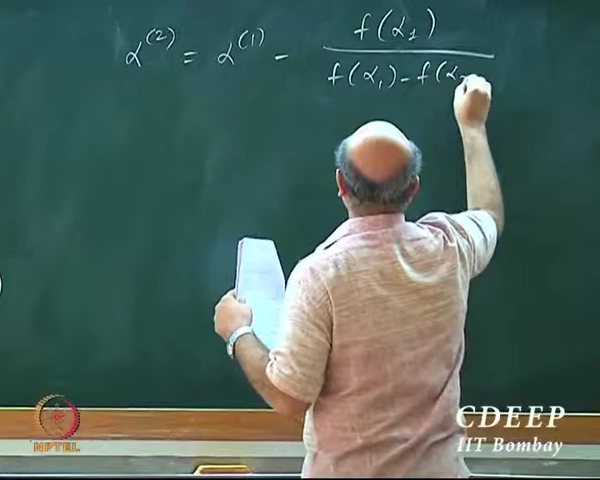 α^(2) = α^(1) - f(α_1)
f(α_1) - f(α
NPTEL
CDEEP
IIT Bombay